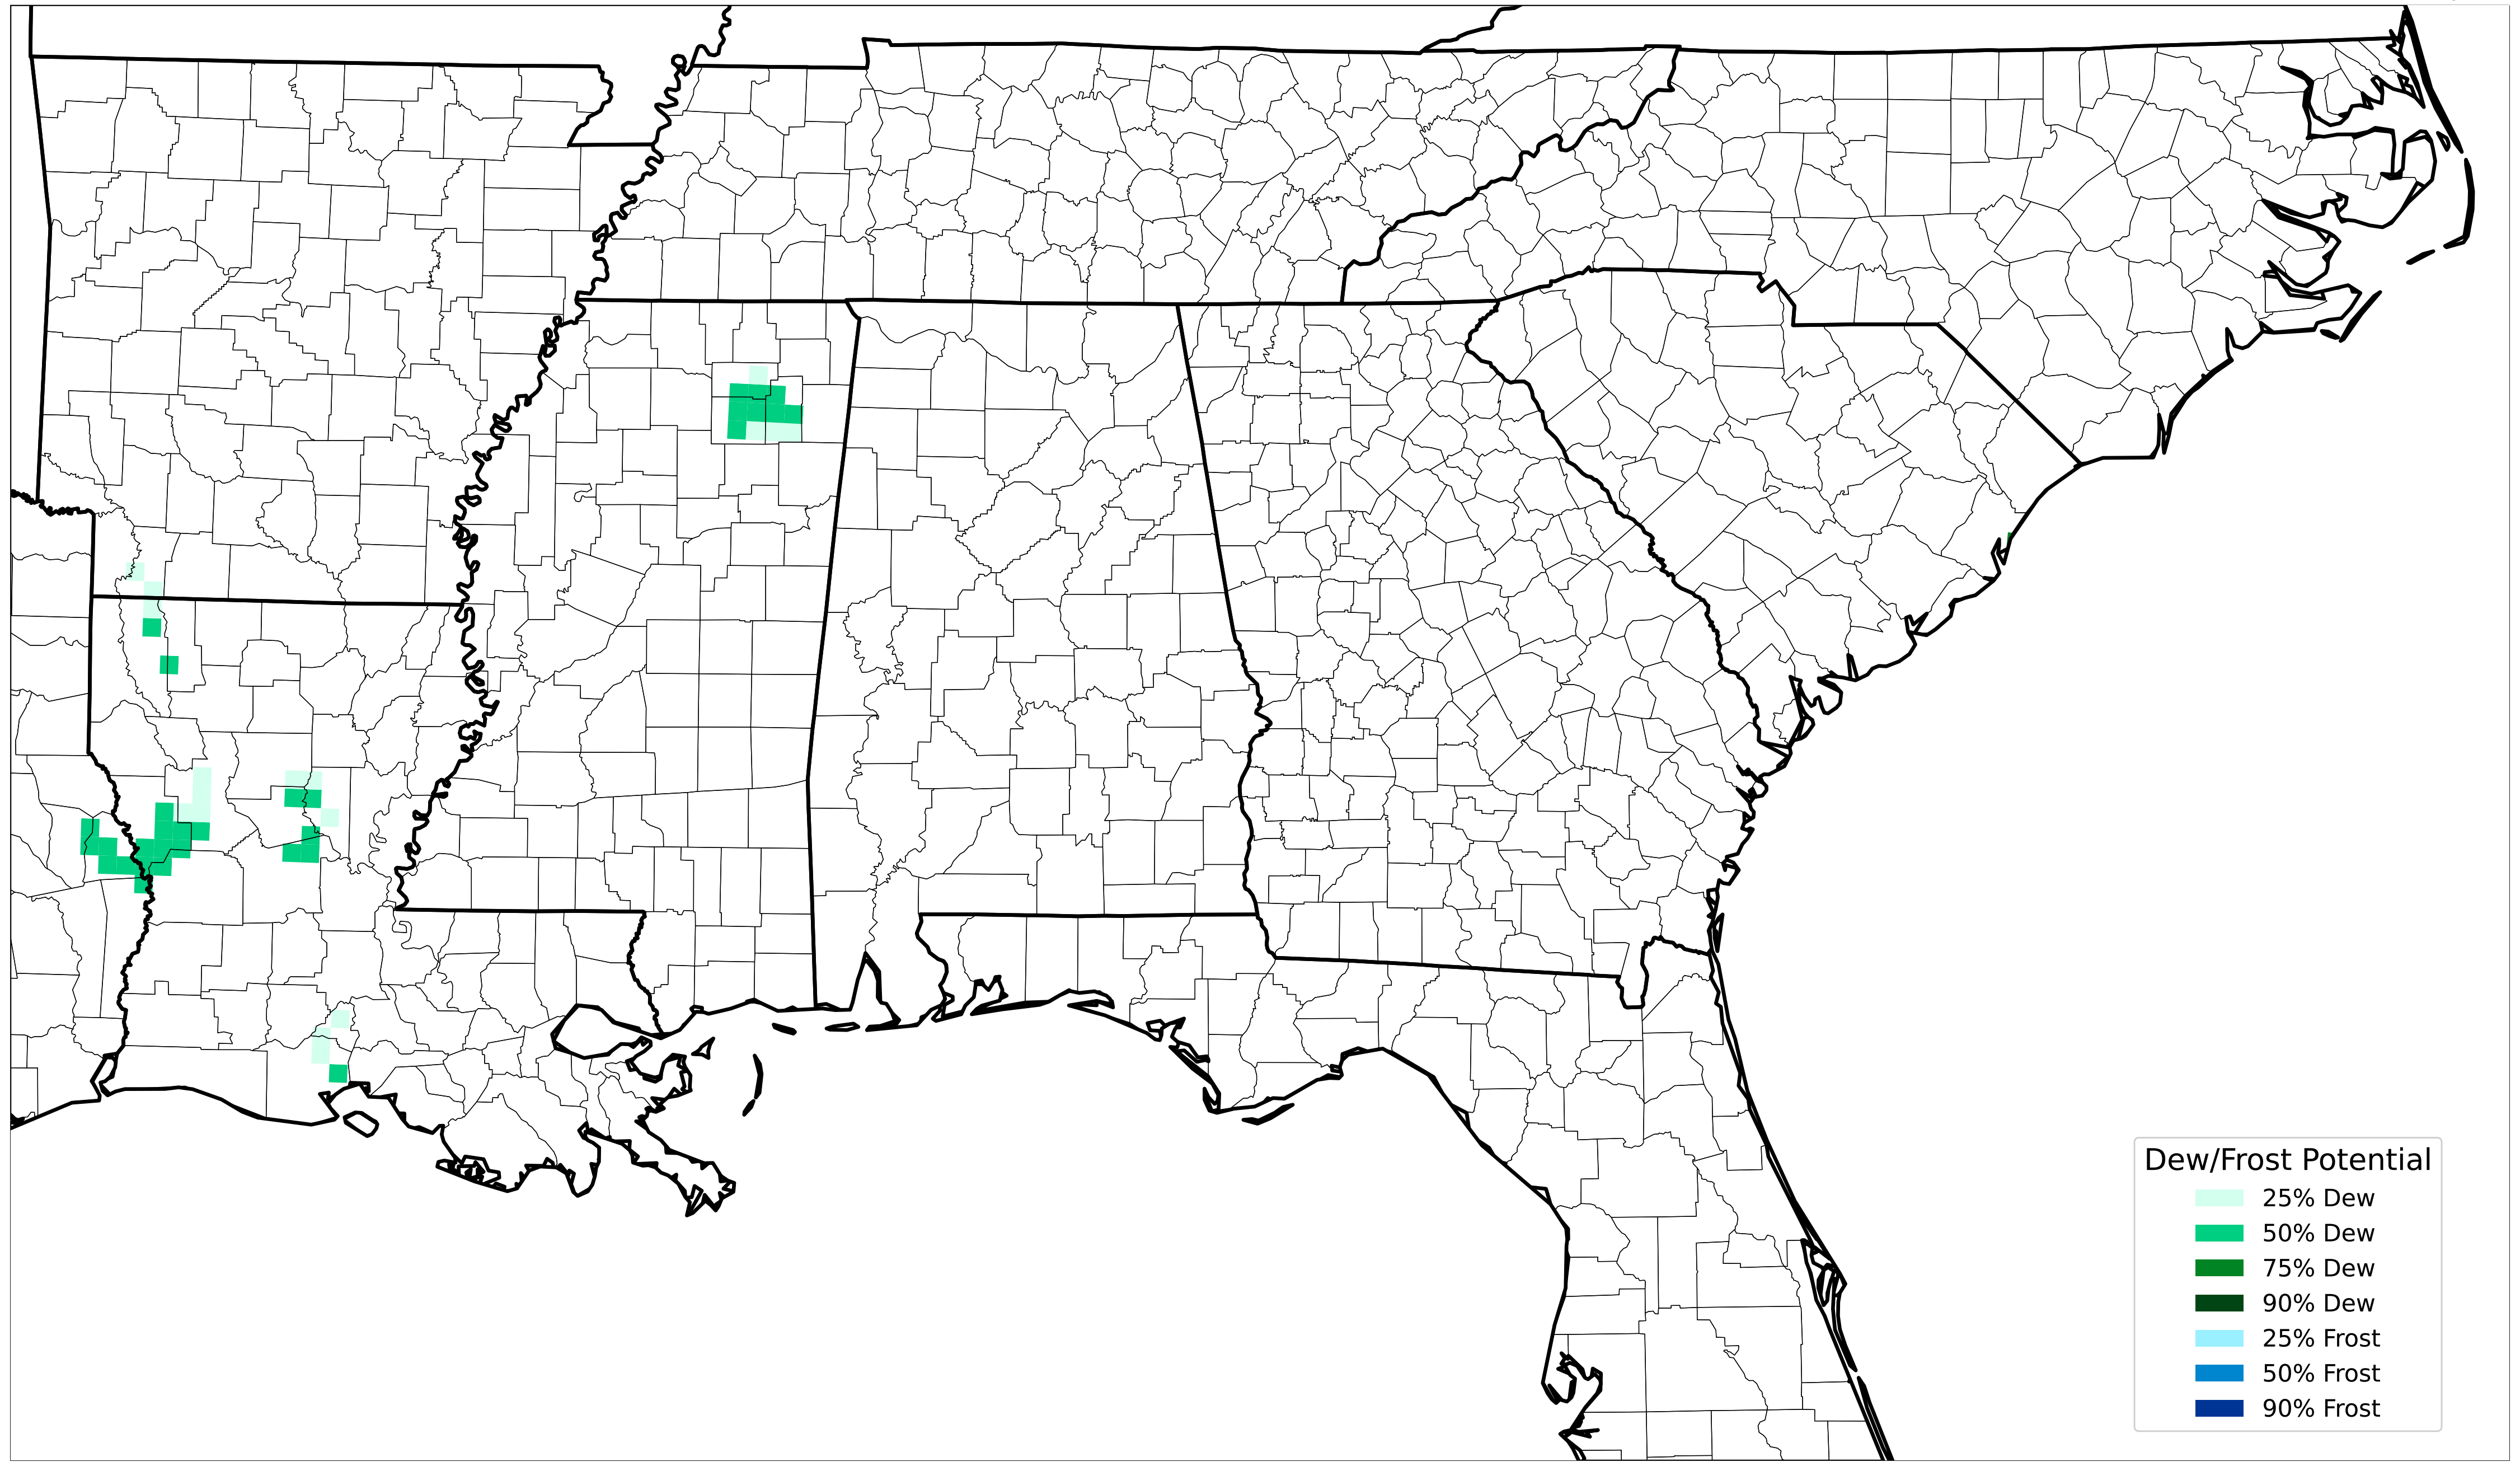 Dew/Frost Potential
25% Dew
50% Dew
75% Dew
90% Dew
25% Frost
50% Frost
90% Frost